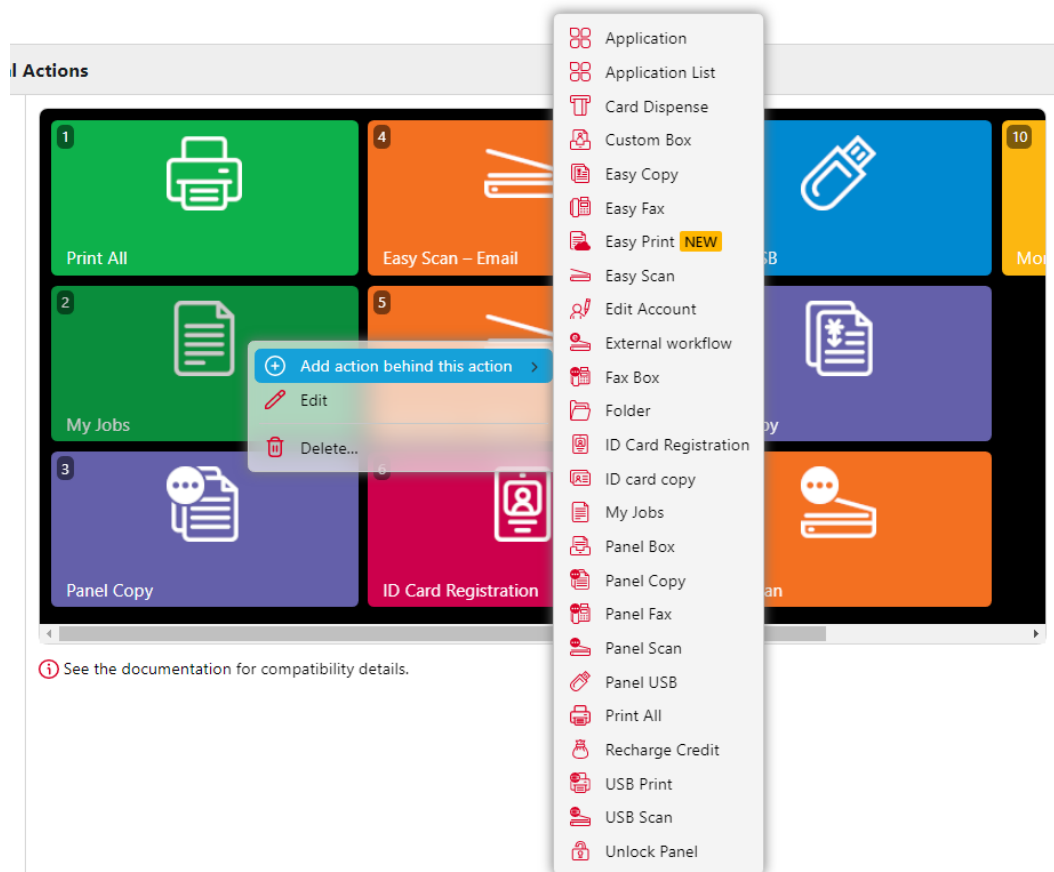 l Actions
1
Print All
4
Easy Scan – Email
SB
10
Mo
2
My Jobs
5
py
3
Panel Copy
6
ID Card Registration
an
Add action behind this action
Edit
Delete...
Application
Application List
Card Dispense
Custom Box
Easy Copy
Easy Fax
Easy Print NEW
Easy Scan
Edit Account
External workflow
Fax Box
Folder
ID Card Registration
ID card copy
My Jobs
Panel Box
Panel Copy
Panel Fax
Panel Scan
Panel USB
Print All
Recharge Credit
USB Print
USB Scan
Unlock Panel
See the documentation for compatibility details.